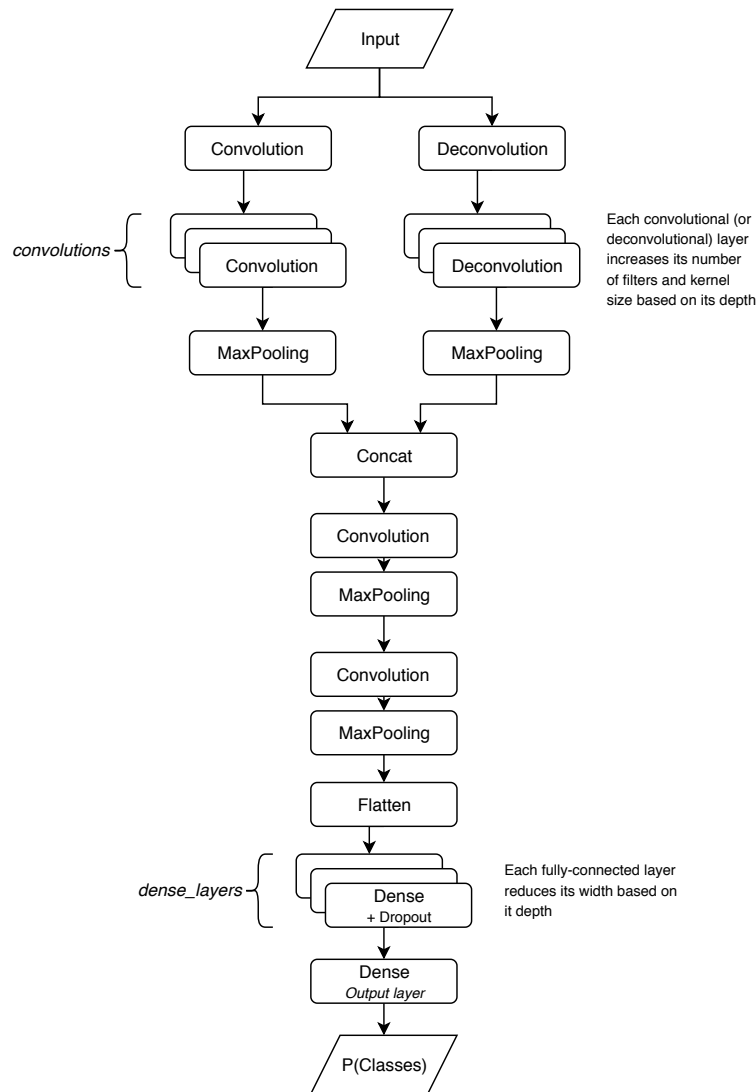 Input
Convolution
Deconvolution
convolutions
Convolution
Deconvolution
Each convolutional (or
deconvolutional) layer
increases its number
of filters and kernel
size based on its depth
MaxPooling
MaxPooling
Concat
Convolution
MaxPooling
Convolution
MaxPooling
Flatten
dense_layers
Dense
+ Dropout
Each fully-connected layer
reduces its width based on
it depth
Dense
Output layer
P(Classes)